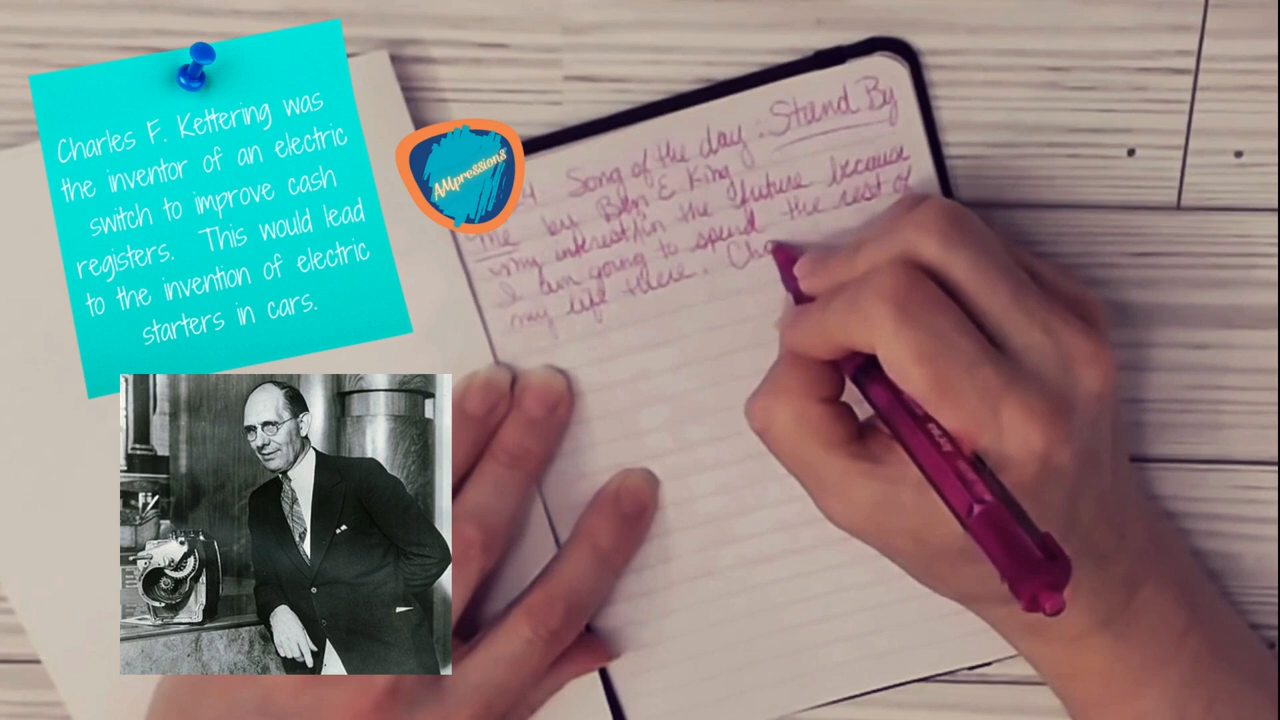 Charles F. Kettering was
the inventor of an electric
switch to improve cash
registers. This would lead
to the invention of electric
starters in cars.
AMpressions
Song of the day: Stand By
Me by Ben E King
my interest in the future because
I am going to spend the rest of
my life there. Cha